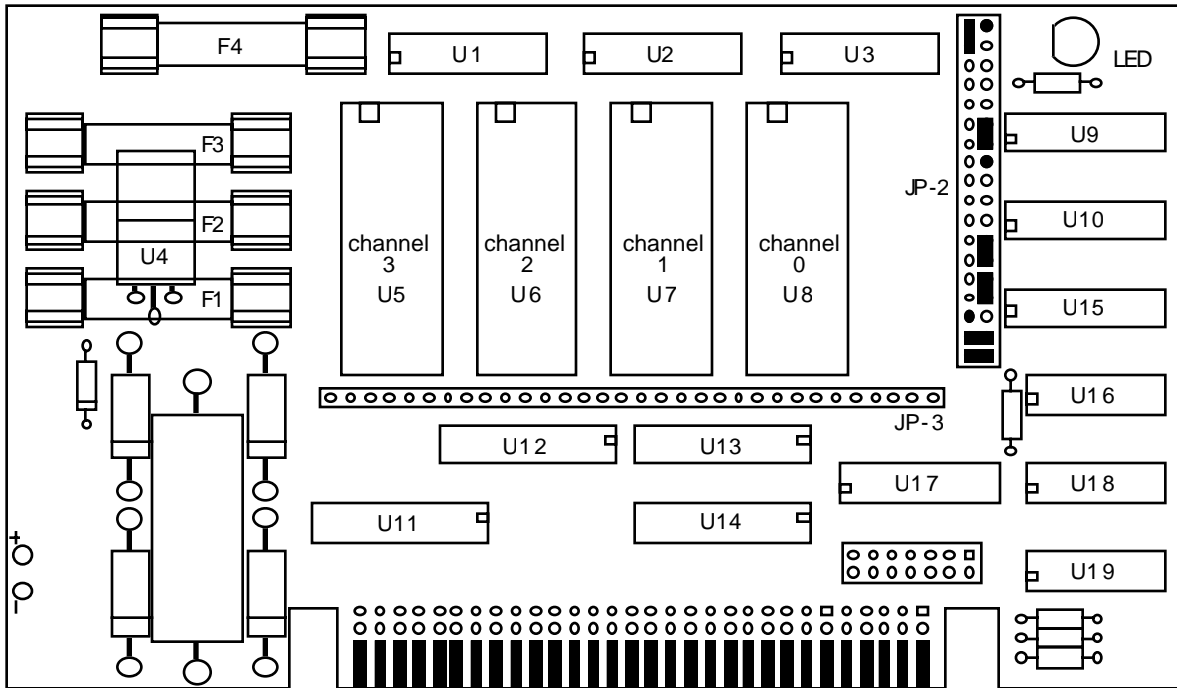 F4
U1
U2
U3
LED
F3
U9
JP-2
F2
U10
U4
channel
3
U5
channel
2
U6
channel
1
U7
channel
0
U8
F1
U15
U16
JP-3
U12
U13
U17
U18
U11
U14
+
U19
-